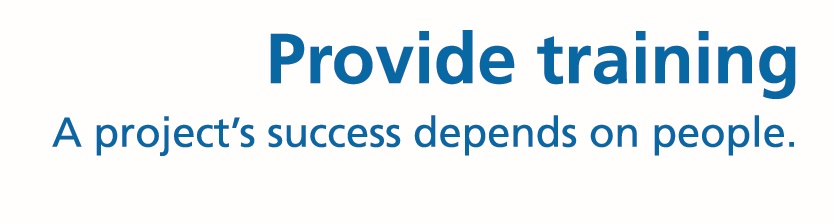 Provide training
A project’s success depends on people.